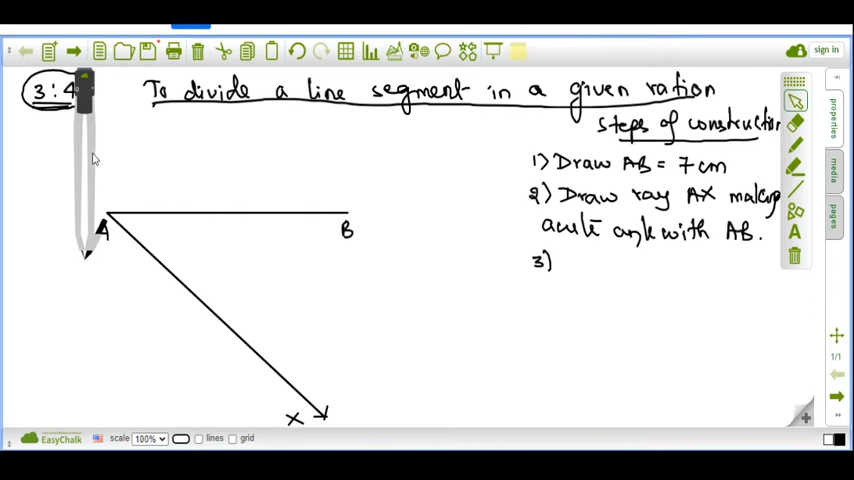 sign in
3:4 To divide a line segment in a given ration
Steps of construction
1) Draw AB = 7cm
2) Draw ray AX making
acute angle with AB.
3)
A
B
X
properties
media
pages
1/1
EasyChalk
scale 100% lines grid